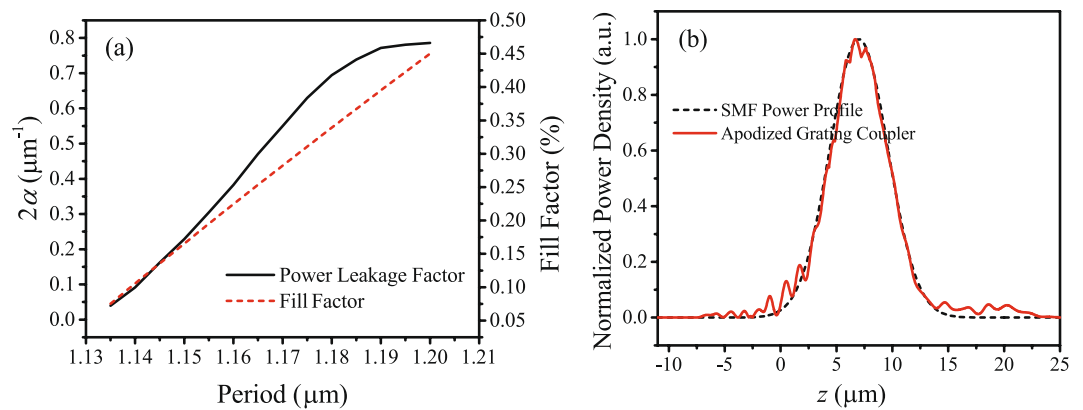 (a)
0.8
0.7
0.6
0.5
0.4
0.3
0.2
0.1
0.0
2α (μm⁻¹)
0.50
0.45
0.40
0.35
0.30
0.25
0.20
0.15
0.10
0.05
Fill Factor (%)
Power Leakage Factor
Fill Factor
1.13 1.14 1.15 1.16 1.17 1.18 1.19 1.20 1.21
Period (μm)
(b)
1.0
0.8
0.6
0.4
0.2
0.0
Normalized Power Density (a.u.)
SMF Power Profile
Apodized Grating Coupler
-10 -5 0 5 10 15 20 25
z (μm)